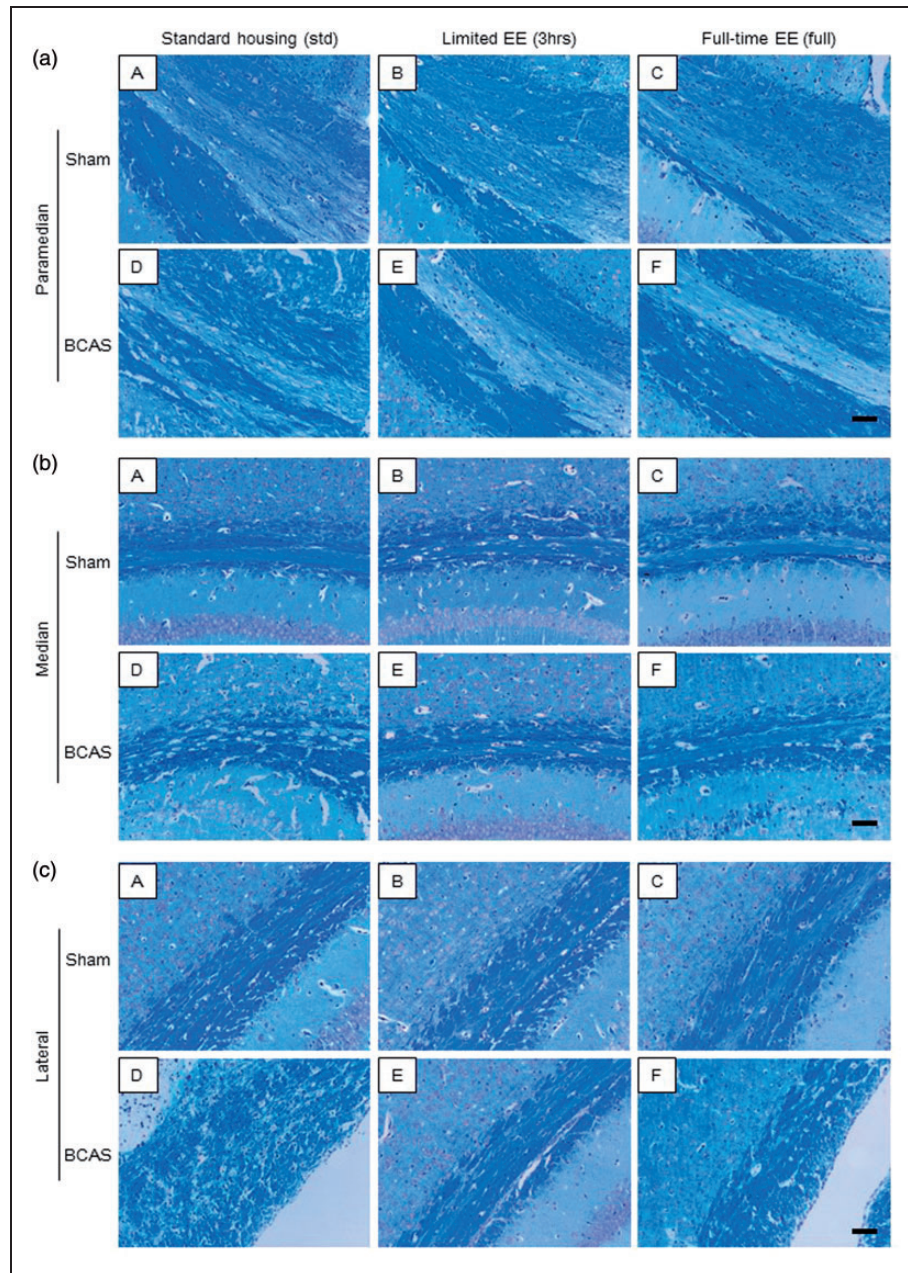 Standard housing (std) Limited EE (3hrs) Full-time EE (full)
(a)
A B C
Sham
Paramedian
D E F
BCAS
(b)
A B C
Sham
Median
D E F
BCAS
(c)
A B C
Sham
Lateral
D E F
BCAS